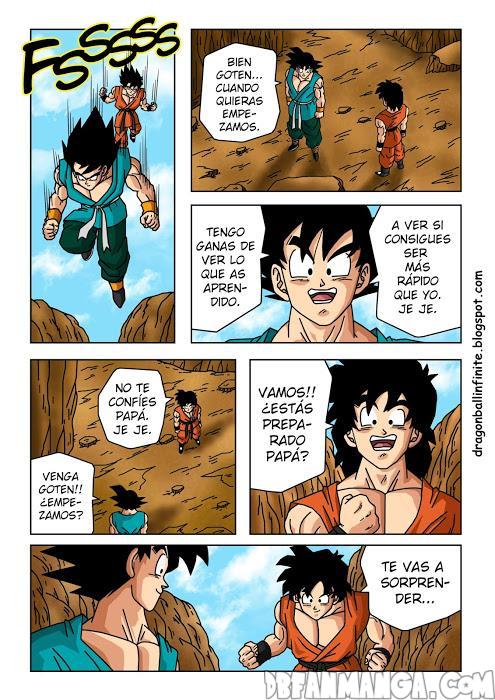 FSSSSSS
BIEN
GOTEN...
CUANDO
QUIERAS
EMPE-
ZAMOS.
TENGO
GANAS DE
VER LO
QUE AS
APREN-
DIDO.
A VER SI
CONSIGUES
SER
MÁS
RÁPIDO
QUE YO.
JE JE.
NO TE
CONFÍES
PAPÁ.
JE JE.
VENGA
GOTEN!!
¿EMPE-
ZAMOS?
VAMOS!!
¿ESTÁS
PREPA-
RADO
PAPÁ?
TE VAS A
SORPREN-
DER...
dragonballinfinite.blogspot.com
DBFANMANGA.COM